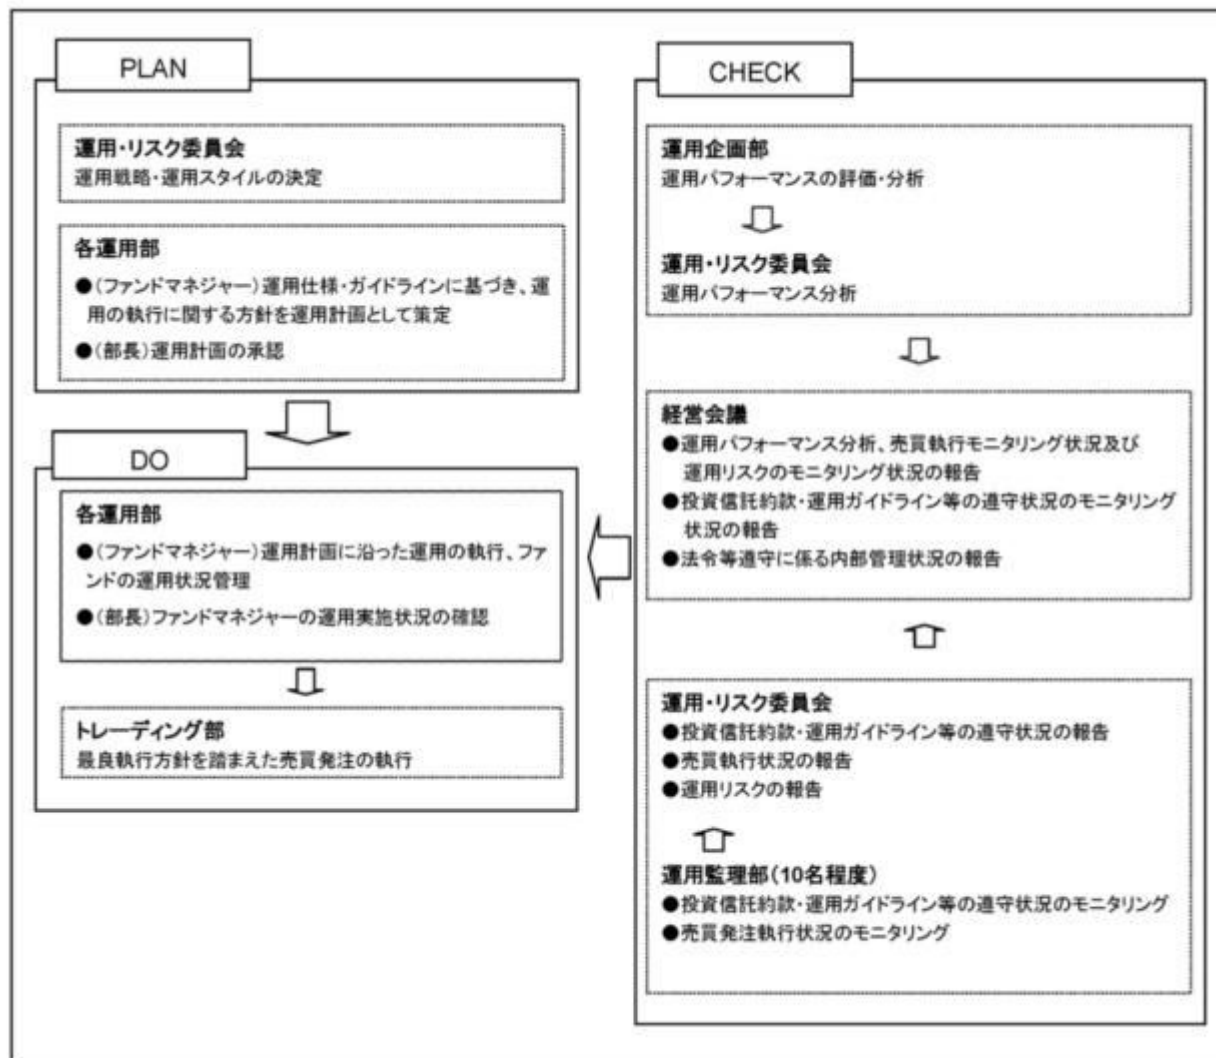 PLAN
運用・リスク委員会
運用戦略・運用スタイルの決定
各運用部
●(ファンドマネジャー)運用仕様・ガイドラインに基づき、運
用の執行に関する方針を運用計画として策定
●(部長)運用計画の承認
DO
各運用部
●(ファンドマネジャー)運用計画に沿った運用の執行、ファ
ンドの運用状況管理
●(部長)ファンドマネジャーの運用実施状況の確認
トレーディング部
最良執行方針を踏まえた売買発注の執行
CHECK
運用企画部
運用パフォーマンスの評価・分析
運用・リスク委員会
運用パフォーマンス分析
経営会議
●運用パフォーマンス分析、売買執行モニタリング状況及び
運用リスクのモニタリング状況の報告
●投資信託約款・運用ガイドライン等の遵守状況のモニタリング
状況の報告
●法令等遵守に係る内部管理状況の報告
運用・リスク委員会
●投資信託約款・運用ガイドライン等の遵守状況の報告
●売買執行状況の報告
●運用リスクの報告
運用監理部(10名程度)
●投資信託約款・運用ガイドライン等の遵守状況のモニタリング
●売買発注執行状況のモニタリング